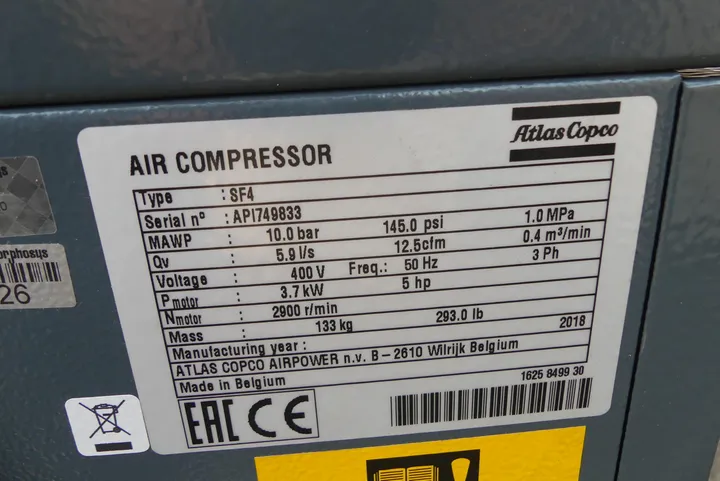 Atlas Copco
AIR COMPRESSOR
Type : SF4
Serial nº : API749833
MAWP : 10.0 bar 145.0 psi 1.0 MPa
Qv : 5.9 l/s 12.5cfm 0.4 m³/min
Voltage : 400 V Freq.: 50 Hz 3 Ph
P motor : 3.7 kW 5 hp
N motor : 2900 r/min
Mass : 133 kg 293.0 lb
Manufacturing year : 2018
ATLAS COPCO AIRPOWER n.v. B - 2610 Wilrijk Belgium
Made in Belgium
1625 8499 30
EAC CE
26